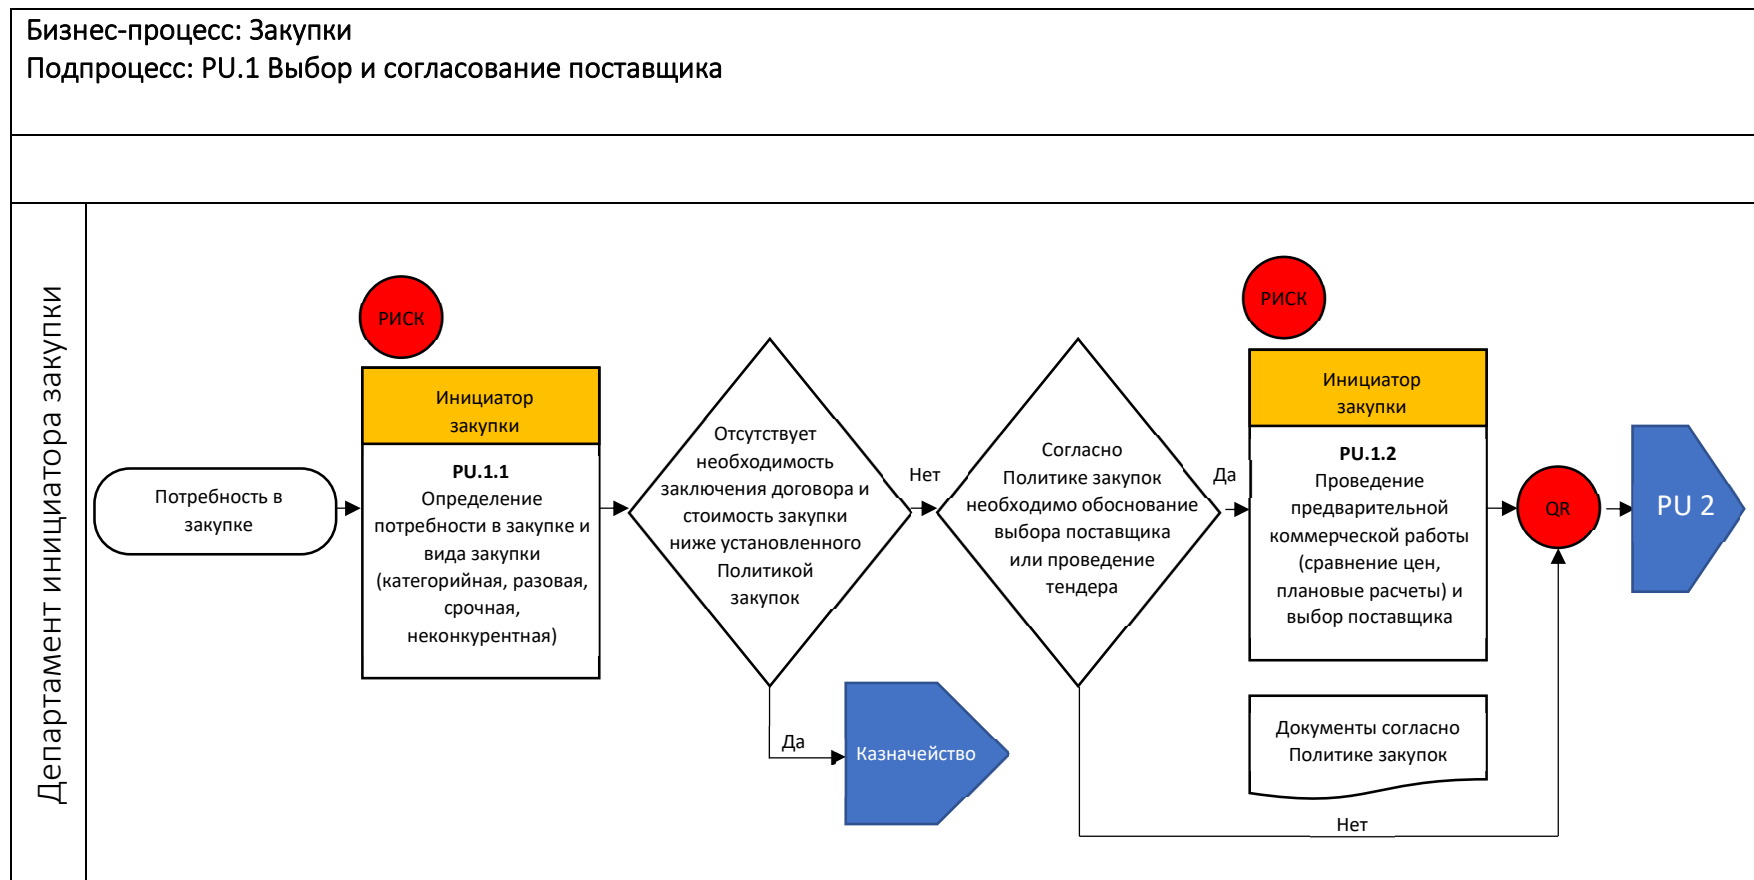 Бизнес-процесс: Закупки
Подпроцесс: PU.1 Выбор и согласование поставщика
Департамент инициатора закупки
Потребность в
закупке
РИСК
Инициатор
закупки
PU.1.1
Определение
потребности в закупке и
вида закупки
(категорийная, разовая,
срочная,
неконкурентная)
Отсутствует
необходимость
заключения договора и
стоимость закупки
ниже установленного
Политикой
закупок
Да
Казначейство
Нет
Согласно
Политике закупок
необходимо обоснование
выбора поставщика
или проведение
тендера
Да
РИСК
Инициатор
закупки
PU.1.2
Проведение
предварительной
коммерческой работы
(сравнение цен,
плановые расчеты) и
выбор поставщика
Документы согласно
Политике закупок
Нет
QR
PU 2